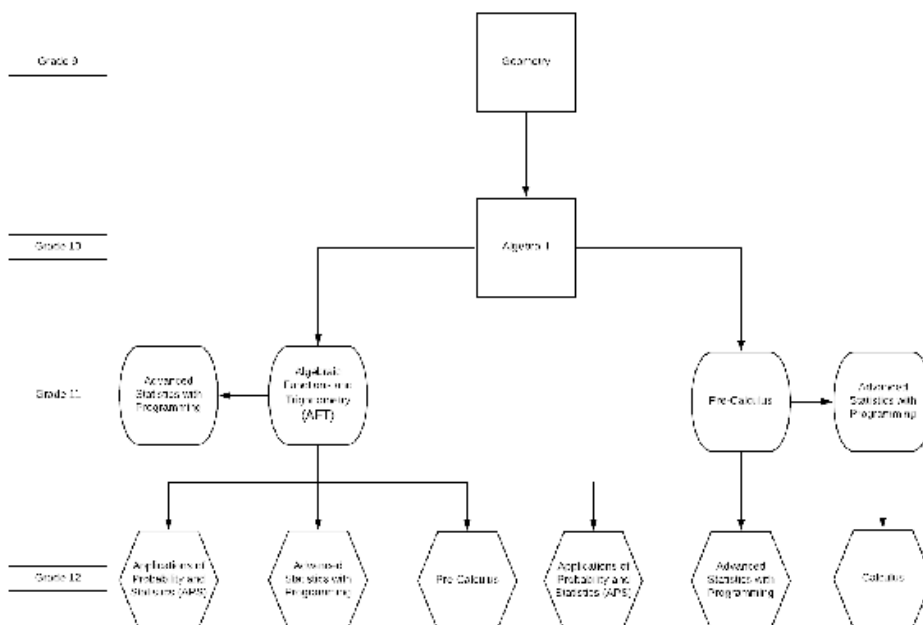 Grade 9
Geometry
Grade 10
Algebra II
Grade 11
Advanced
Statistics with
Programming
Algebraic
Functions and
Trigonometry
(AFT)
Pre-Calculus
Advanced
Statistics with
Programming
Grade 12
Applications of
Probability and
Statistics (APS)
Advanced
Statistics with
Programming
Pre-Calculus
Applications of
Probability and
Statistics (APS)
Advanced
Statistics with
Programming
Calculus